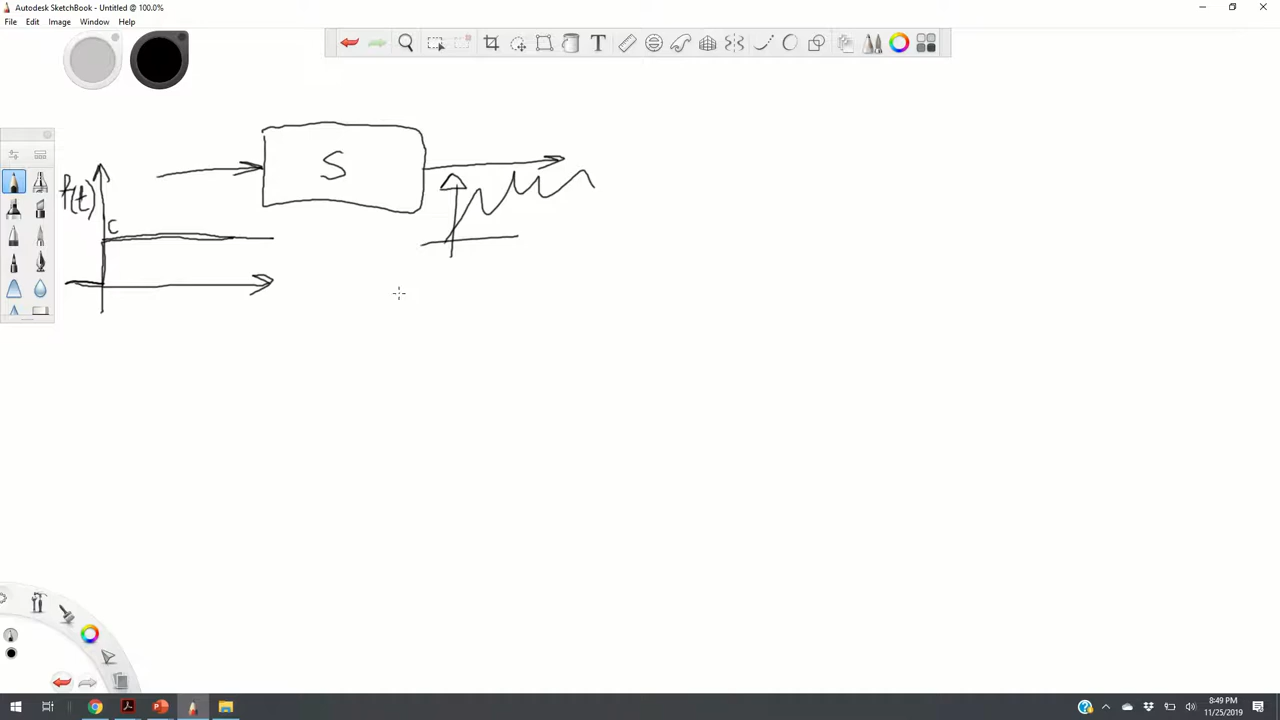 Autodesk SketchBook - Untitled @ 100.0%
File Edit Image Window Help
T
S
f(t)
C
8:49 PM
11/25/2019